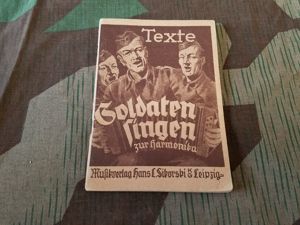 Texte
Soldaten
singen
zur Harmonika
Musikverlag Hans C. Sikorski o Leipzig